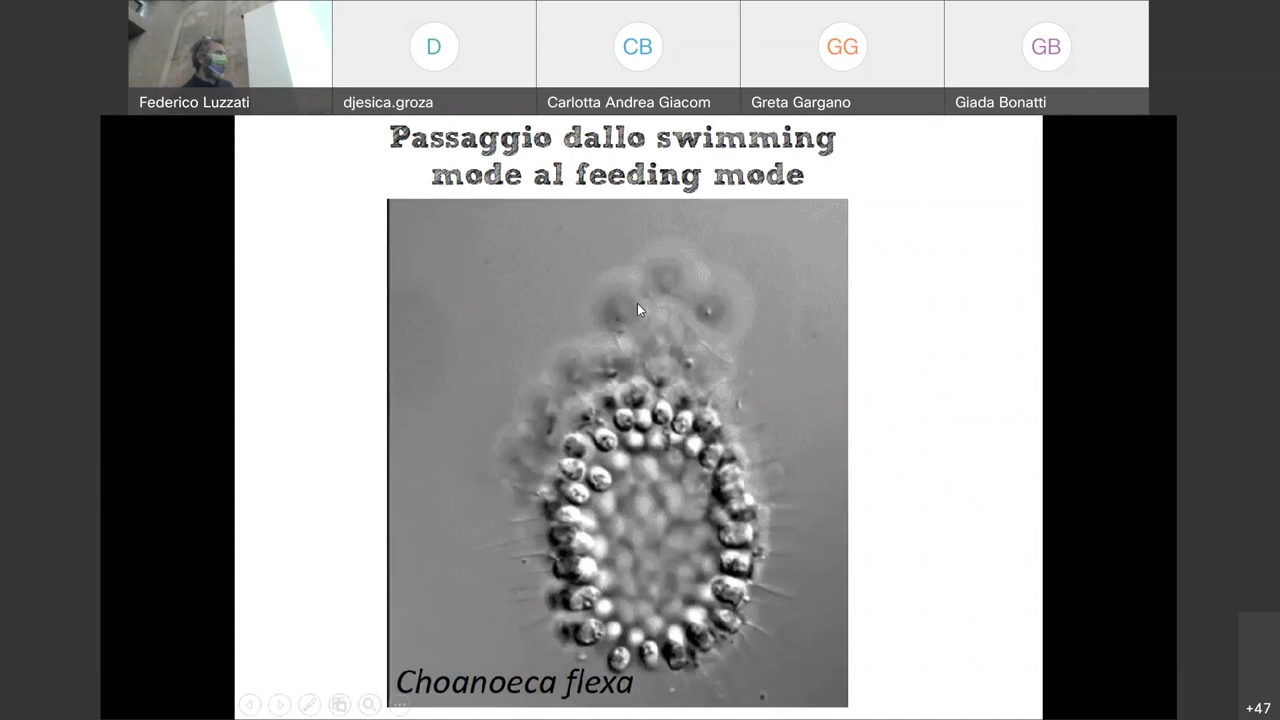 D
CB
GG
GB
Federico Luzzati
djesica.groza
Carlotta Andrea Giacom
Greta Gargano
Giada Bonatti
Passaggio dallo swimming
mode al feeding mode
Choanoeca flexa
+47